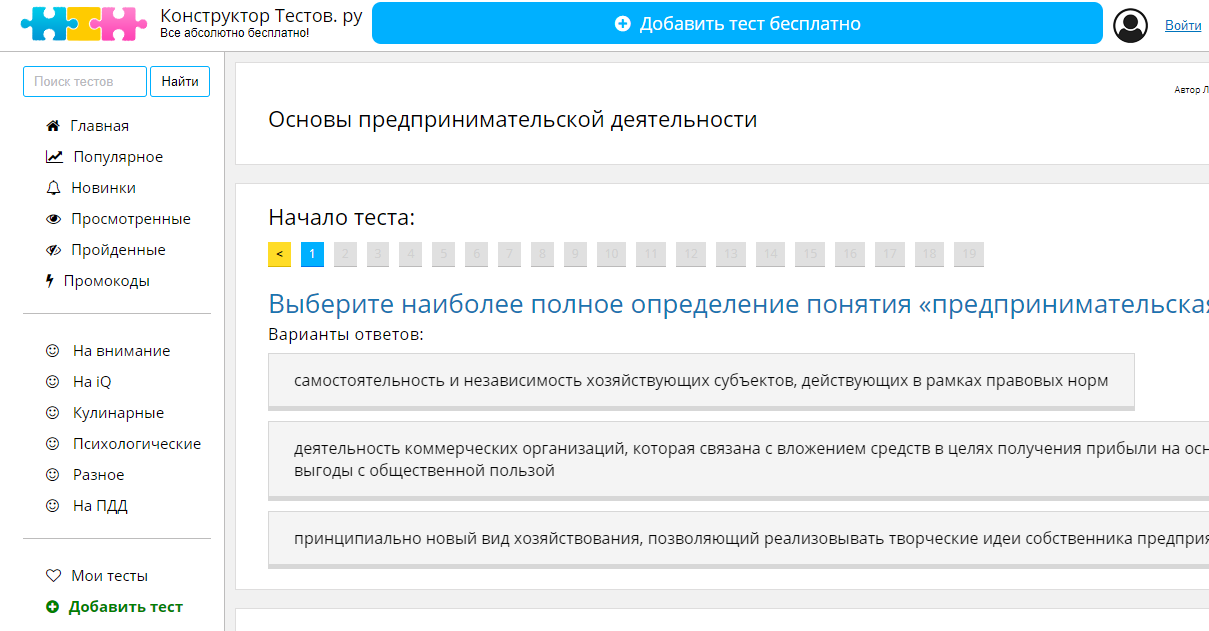 Конструктор Тестов. ру
Все абсолютно бесплатно!
Добавить тест бесплатно
Войти
Поиск тестов
Найти
Главная
Популярное
Новинки
Просмотренные
Пройденные
Промокоды
На внимание
На iQ
Кулинарные
Психологические
Разное
На ПДД
Мои тесты
Добавить тест
Автор Л
Основы предпринимательской деятельности
Начало теста:
< 1 2 3 4 5 6 7 8 9 10 11 12 13 14 15 16 17 18 19
Выберите наиболее полное определение понятия «предпринимательская
Варианты ответов:
самостоятельность и независимость хозяйствующих субъектов, действующих в рамках правовых норм
деятельность коммерческих организаций, которая связана с вложением средств в целях получения прибыли на осн
выгоды с общественной пользой
принципиально новый вид хозяйствования, позволяющий реализовывать творческие идеи собственника предприя